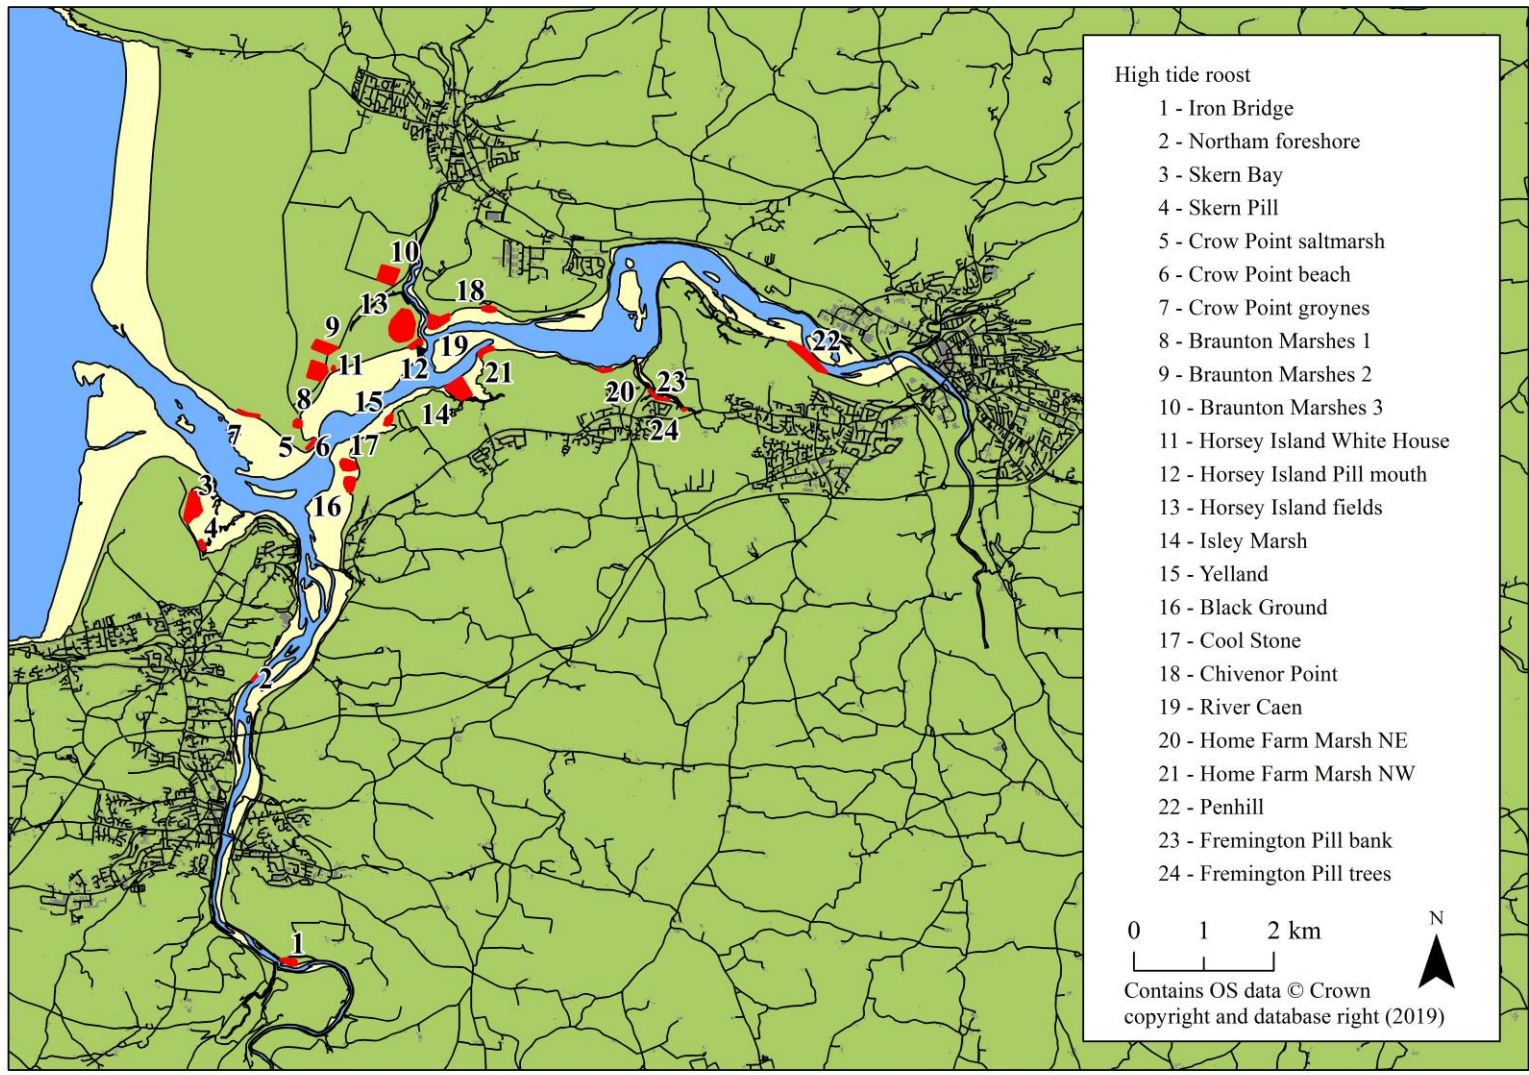 High tide roost
1 - Iron Bridge
2 - Northam foreshore
3 - Skern Bay
4 - Skern Pill
5 - Crow Point saltmarsh
6 - Crow Point beach
7 - Crow Point groynes
8 - Braunton Marshes 1
9 - Braunton Marshes 2
10 - Braunton Marshes 3
11 - Horsey Island White House
12 - Horsey Island Pill mouth
13 - Horsey Island fields
14 - Isley Marsh
15 - Yelland
16 - Black Ground
17 - Cool Stone
18 - Chivenor Point
19 - River Caen
20 - Home Farm Marsh NE
21 - Home Farm Marsh NW
22 - Penhill
23 - Fremington Pill bank
24 - Fremington Pill trees
0 1 2 km
N
Contains OS data © Crown
copyright and database right (2019)
10
13
18
9
19
22
11
12
21
8
15
14
20
23
7
5
6
17
24
3
16
4
2
1